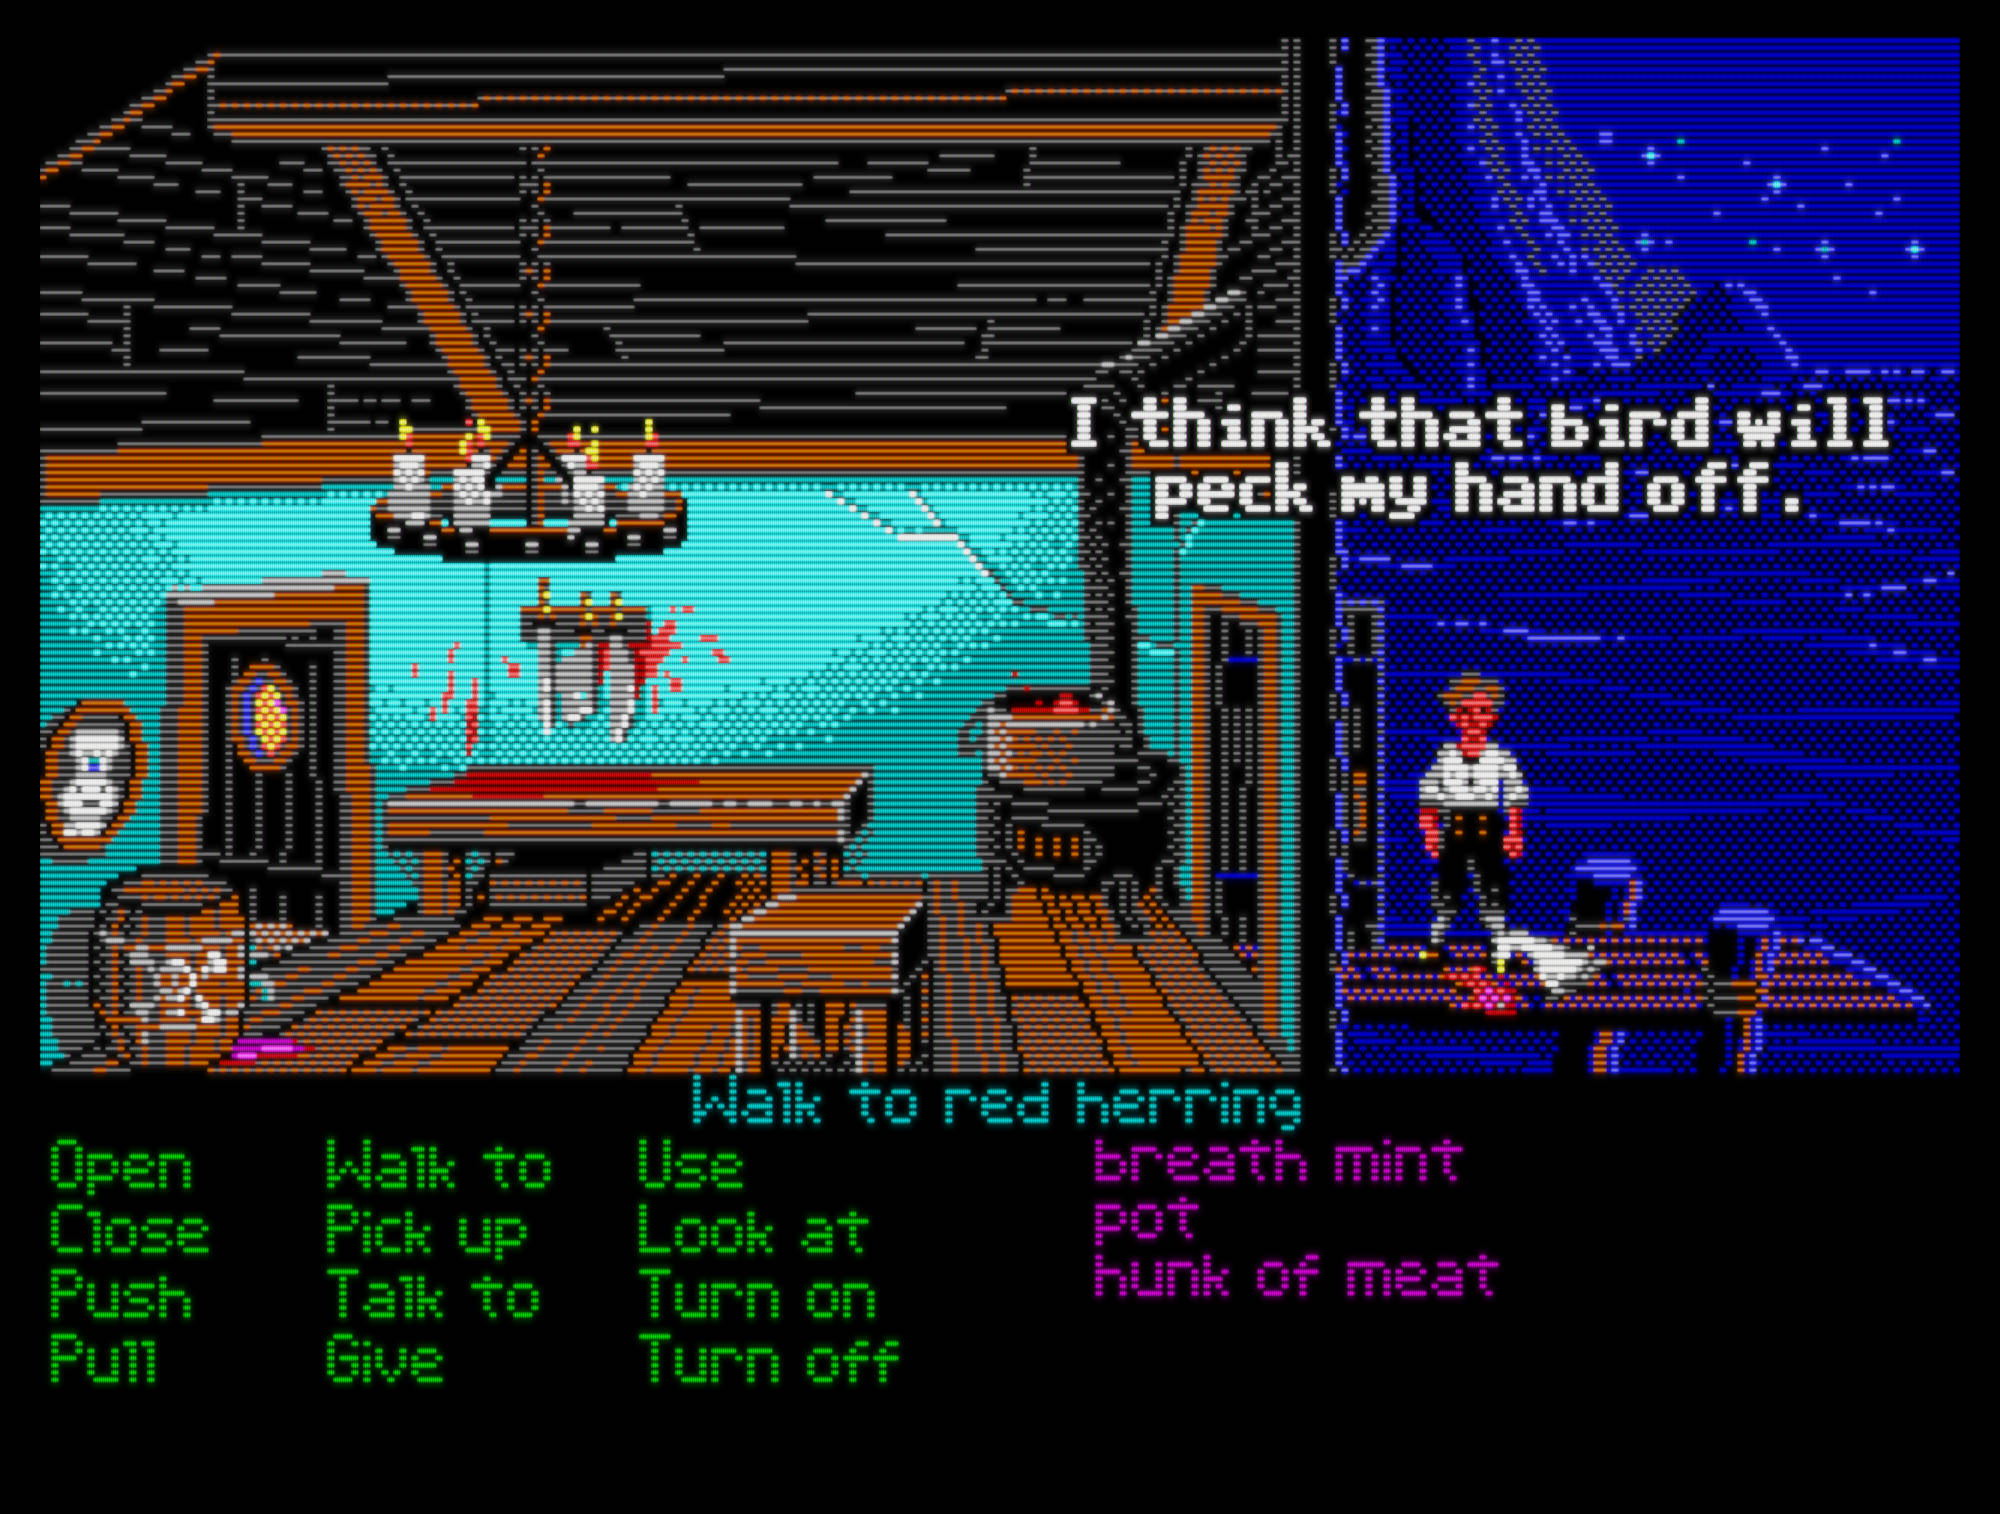 I think that bird will
peck my hand off.
Walk to red herring
Open
Close
Push
Pull
Walk to
Pick up
Talk to
Give
Use
Look at
Turn on
Turn off
breath mint
pot
hunk of meat